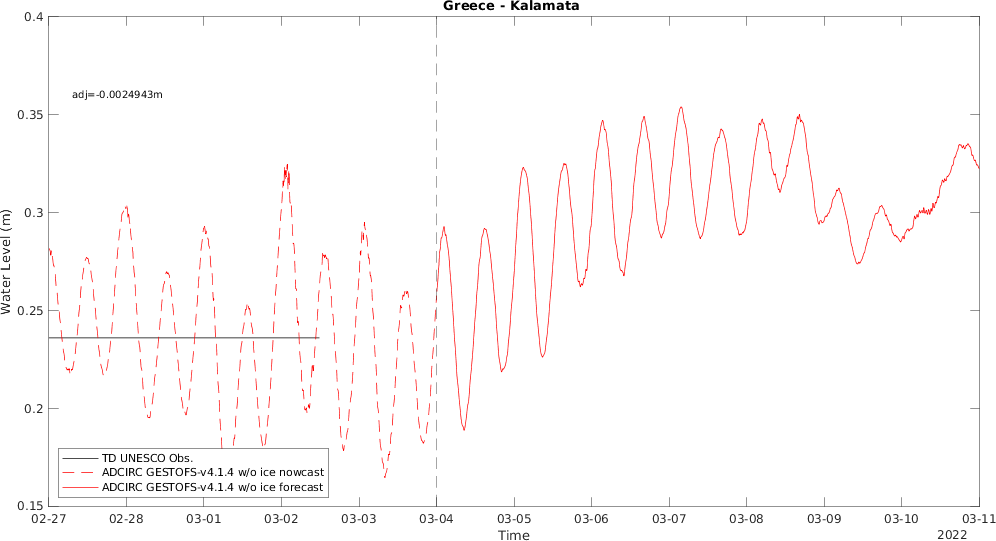 Greece - Kalamata
0.4
adj=-0.0024943m
0.35
0.3
Water Level (m)
0.25
0.2
TD UNESCO Obs.
ADCIRC GESTOFS-v4.1.4 w/o ice nowcast
ADCIRC GESTOFS-v4.1.4 w/o ice forecast
0.15
02-27 02-28 03-01 03-02 03-03 03-04 03-05 03-06 03-07 03-08 03-09 03-10 03-11
Time
2022